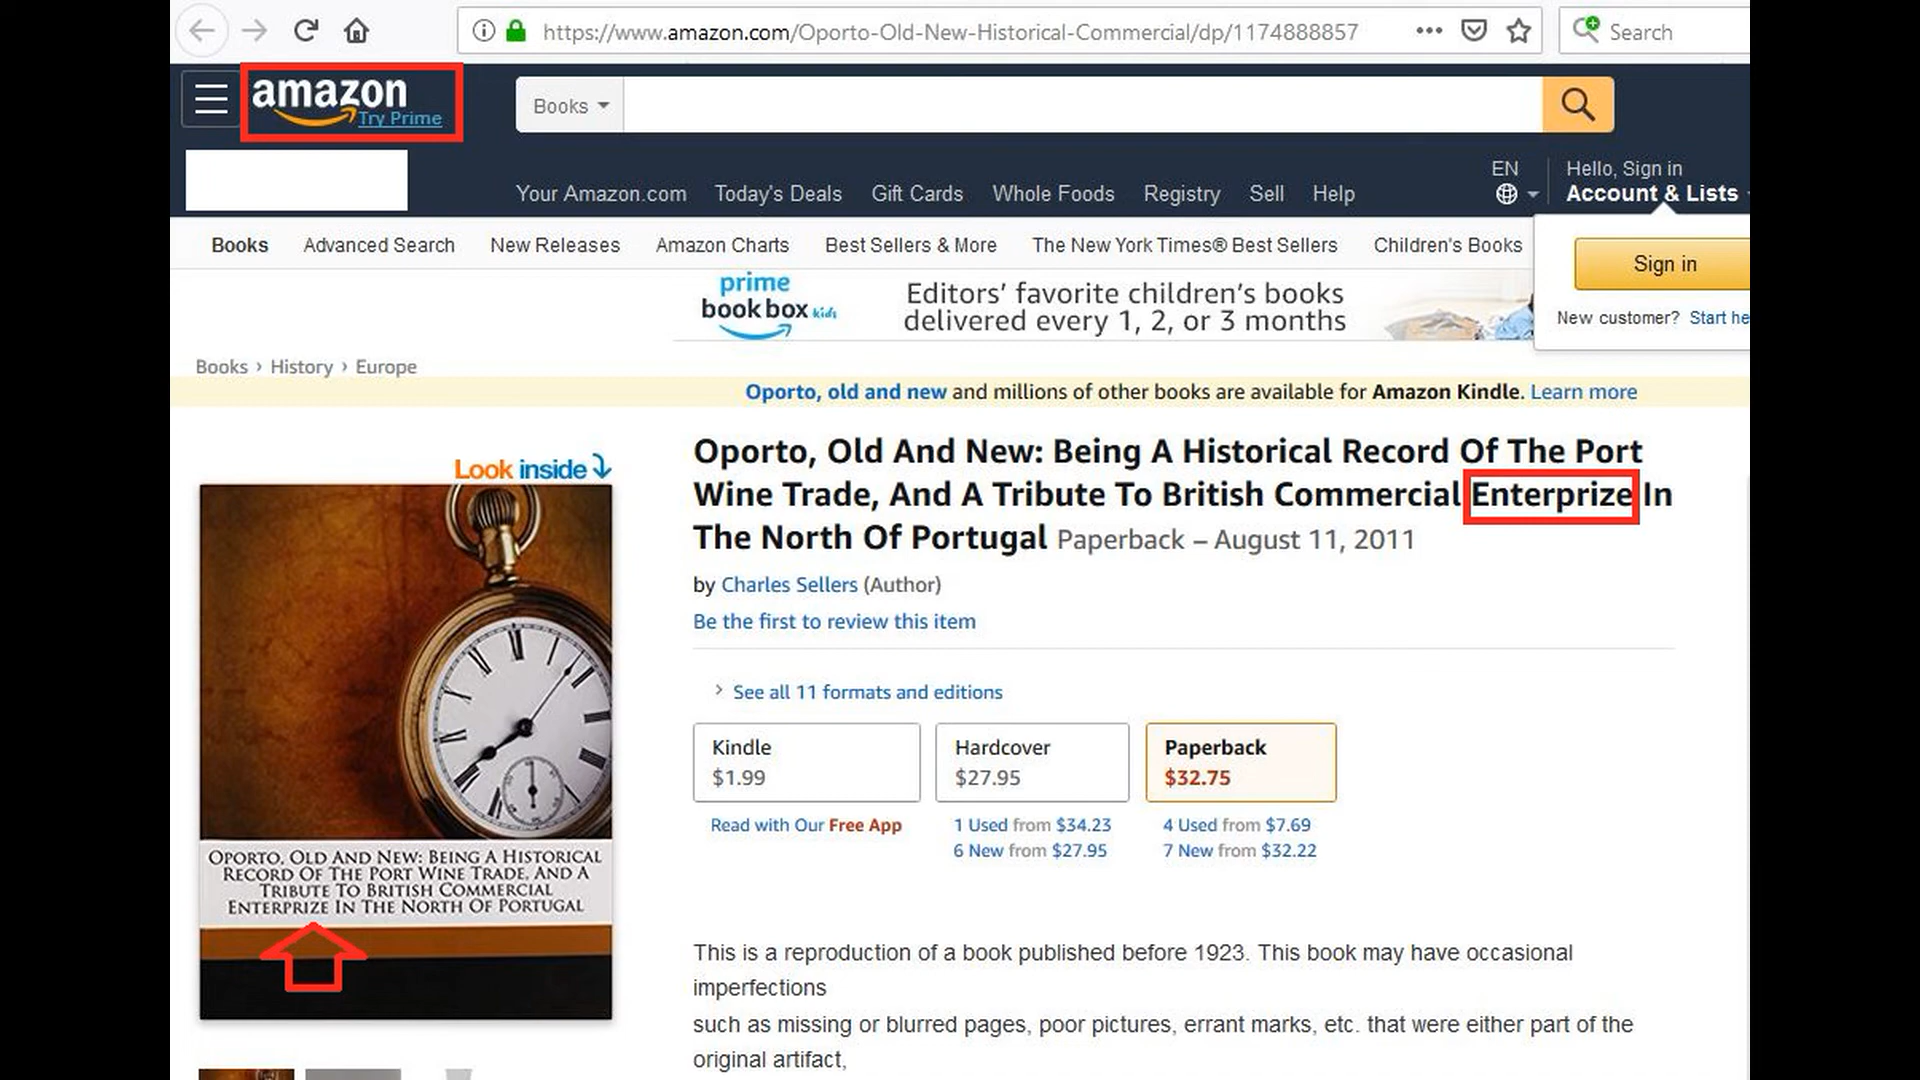 https://www.amazon.com/Oporto-Old-New-Historical-Commercial/dp/1174888857
Search
amazon
Try Prime
Books
Your Amazon.com Today's Deals Gift Cards Whole Foods Registry Sell Help
EN
Hello, Sign in
Account & Lists
Books Advanced Search New Releases Amazon Charts Best Sellers & More The New York Times® Best Sellers Children's Books
Sign in
New customer? Start he
prime
book box kids
Editors' favorite children's books
delivered every 1, 2, or 3 months
Books › History › Europe
Oporto, old and new and millions of other books are available for Amazon Kindle. Learn more
Look inside
Oporto, Old And New: Being A Historical Record Of The Port
Wine Trade, And A Tribute To British Commercial Enterprize In
The North Of Portugal Paperback – August 11, 2011
by Charles Sellers (Author)
Be the first to review this item
› See all 11 formats and editions
Kindle
$1.99
Read with Our Free App
Hardcover
$27.95
1 Used from $34.23
6 New from $27.95
Paperback
$32.75
4 Used from $7.69
7 New from $32.22
OPORTO, OLD AND NEW: BEING A HISTORICAL
RECORD OF THE PORT WINE TRADE, AND A
TRIBUTE TO BRITISH COMMERCIAL
ENTERPRIZE IN THE NORTH OF PORTUGAL
This is a reproduction of a book published before 1923. This book may have occasional
imperfections
such as missing or blurred pages, poor pictures, errant marks, etc. that were either part of the
original artifact,